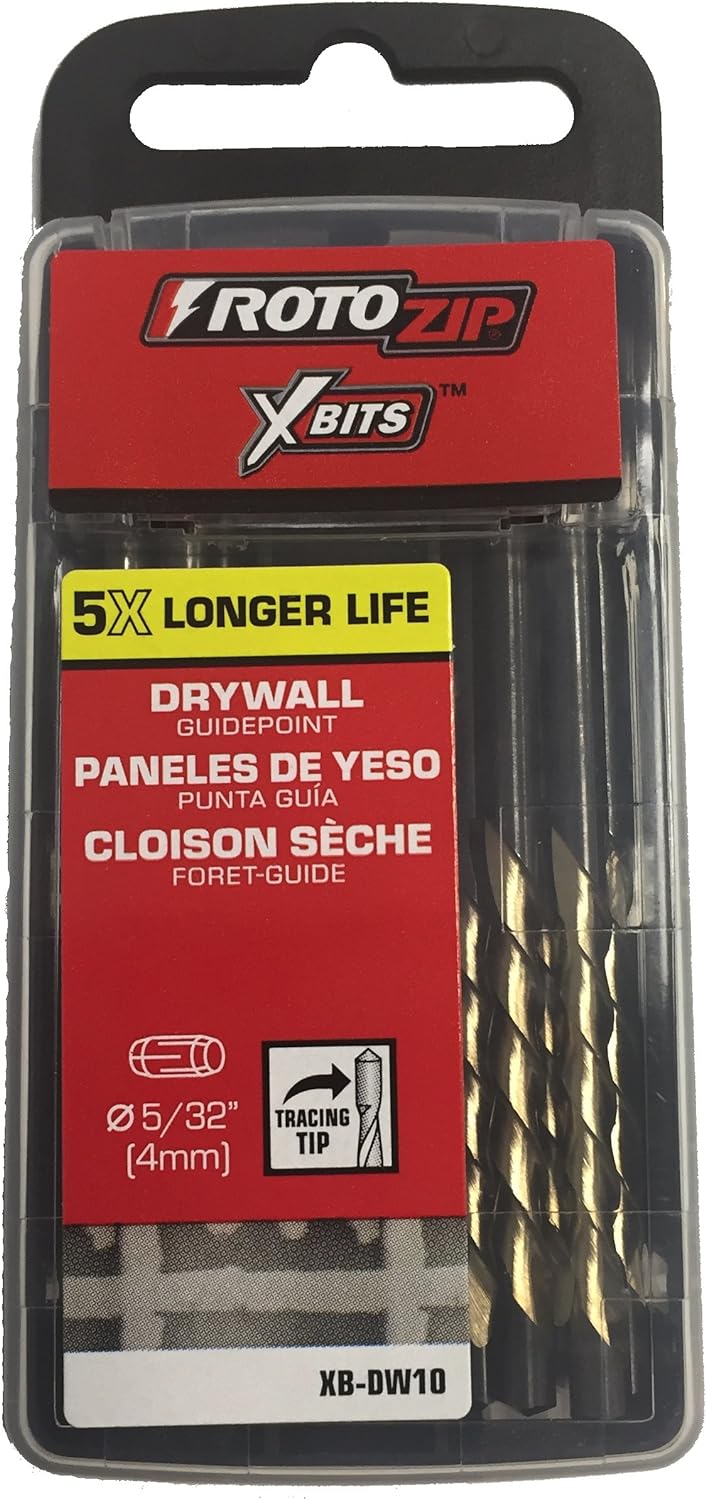 ROTOZIP®
XBITS™
5X LONGER LIFE
DRYWALL
GUIDEPOINT
PANELES DE YESO
PUNTA GUÍA
CLOISON SÈCHE
FORET-GUIDE
Ø 5/32"
(4mm)
TRACING
TIP
XB-DW10